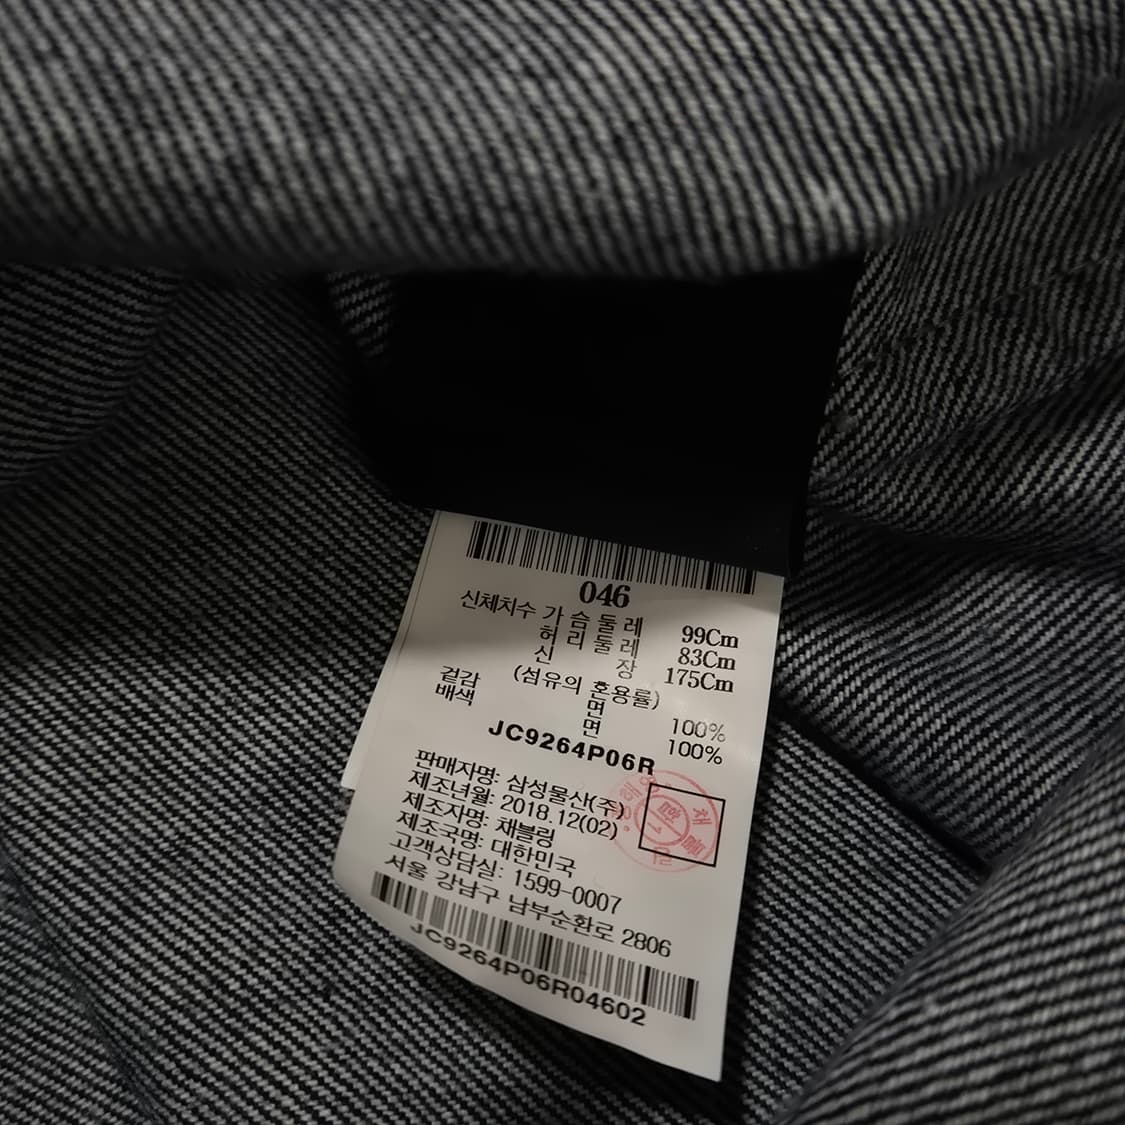 046
신체치수 가슴둘레 99Cm
허리둘레 83Cm
신장 175Cm
(섬유의 혼용률)
겉감 면 100%
배색 면 100%
JC9264P06R
판매자명: 삼성물산(주)
제조년월: 2018.12(02)
제조자명: 채블링
제조국명: 대한민국
고객상담실: 1599-0007
서울 강남구 남부순환로 2806
JC9264P06R04602